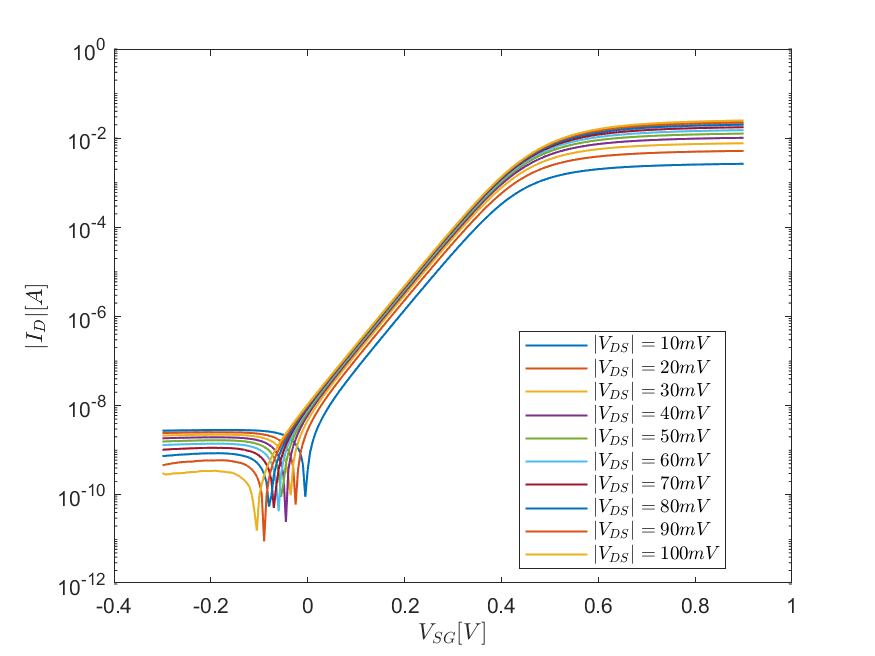 10^0
10^-2
10^-4
10^-6
10^-8
10^-10
10^-12
|I_D|[A]
-0.4 -0.2 0 0.2 0.4 0.6 0.8 1
V_SG[V]
|V_DS| = 10mV
|V_DS| = 20mV
|V_DS| = 30mV
|V_DS| = 40mV
|V_DS| = 50mV
|V_DS| = 60mV
|V_DS| = 70mV
|V_DS| = 80mV
|V_DS| = 90mV
|V_DS| = 100mV